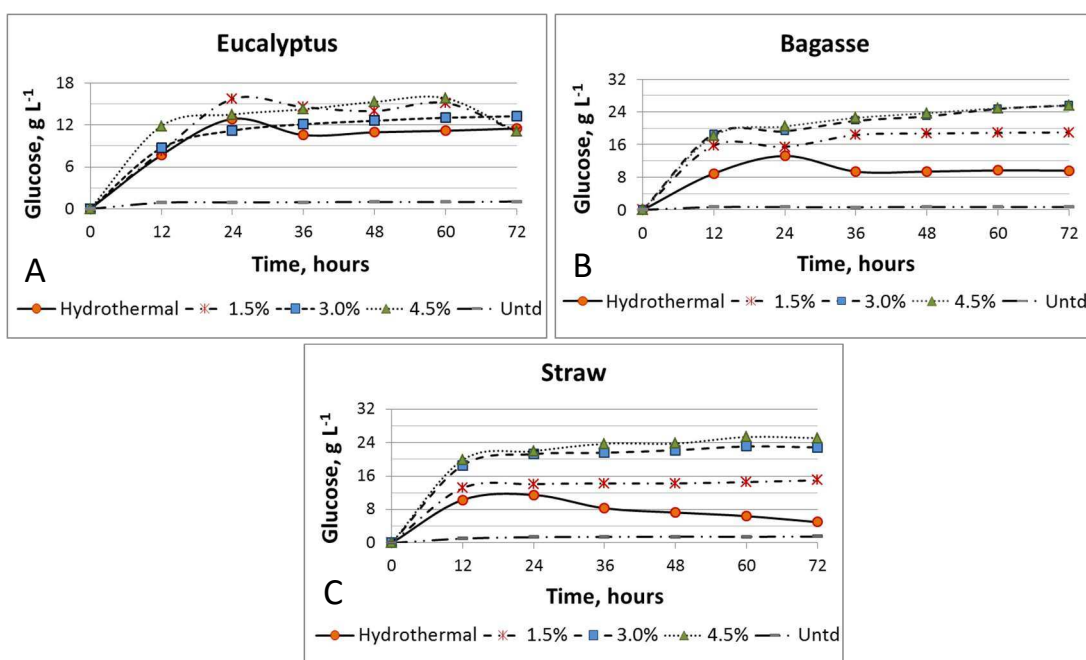 Eucalyptus
Glucose, g L⁻¹
18
12
6
0
0 12 24 36 48 60 72
Time, hours
A
Hydrothermal 1.5% 3.0% 4.5% Untd
Bagasse
Glucose, g L⁻¹
32
24
16
8
0
0 12 24 36 48 60 72
Time, hours
B
Hydrothermal 1.5% 3.0% 4.5% Untd
Straw
Glucose, g L⁻¹
32
24
16
8
0
0 12 24 36 48 60 72
Time, hours
C
Hydrothermal 1.5% 3.0% 4.5% Untd